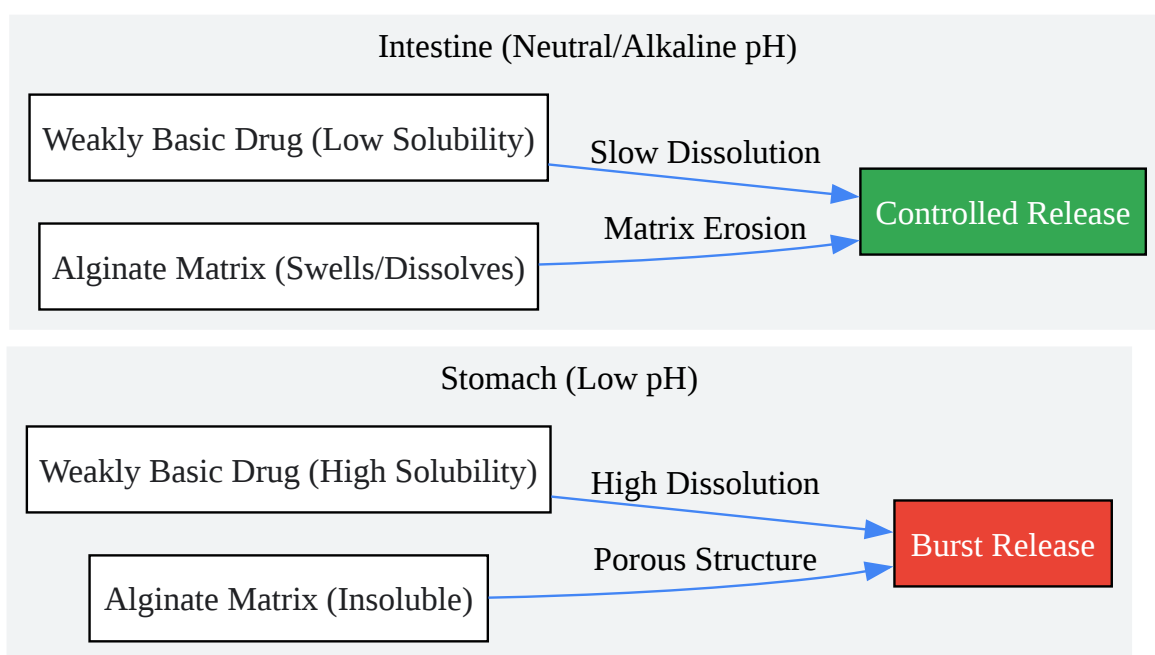 Intestine (Neutral/Alkaline pH)
Weakly Basic Drug (Low Solubility)
Slow Dissolution
Controlled Release
Matrix Erosion
Alginate Matrix (Swells/Dissolves)
Stomach (Low pH)
Weakly Basic Drug (High Solubility)
High Dissolution
Burst Release
Porous Structure
Alginate Matrix (Insoluble)